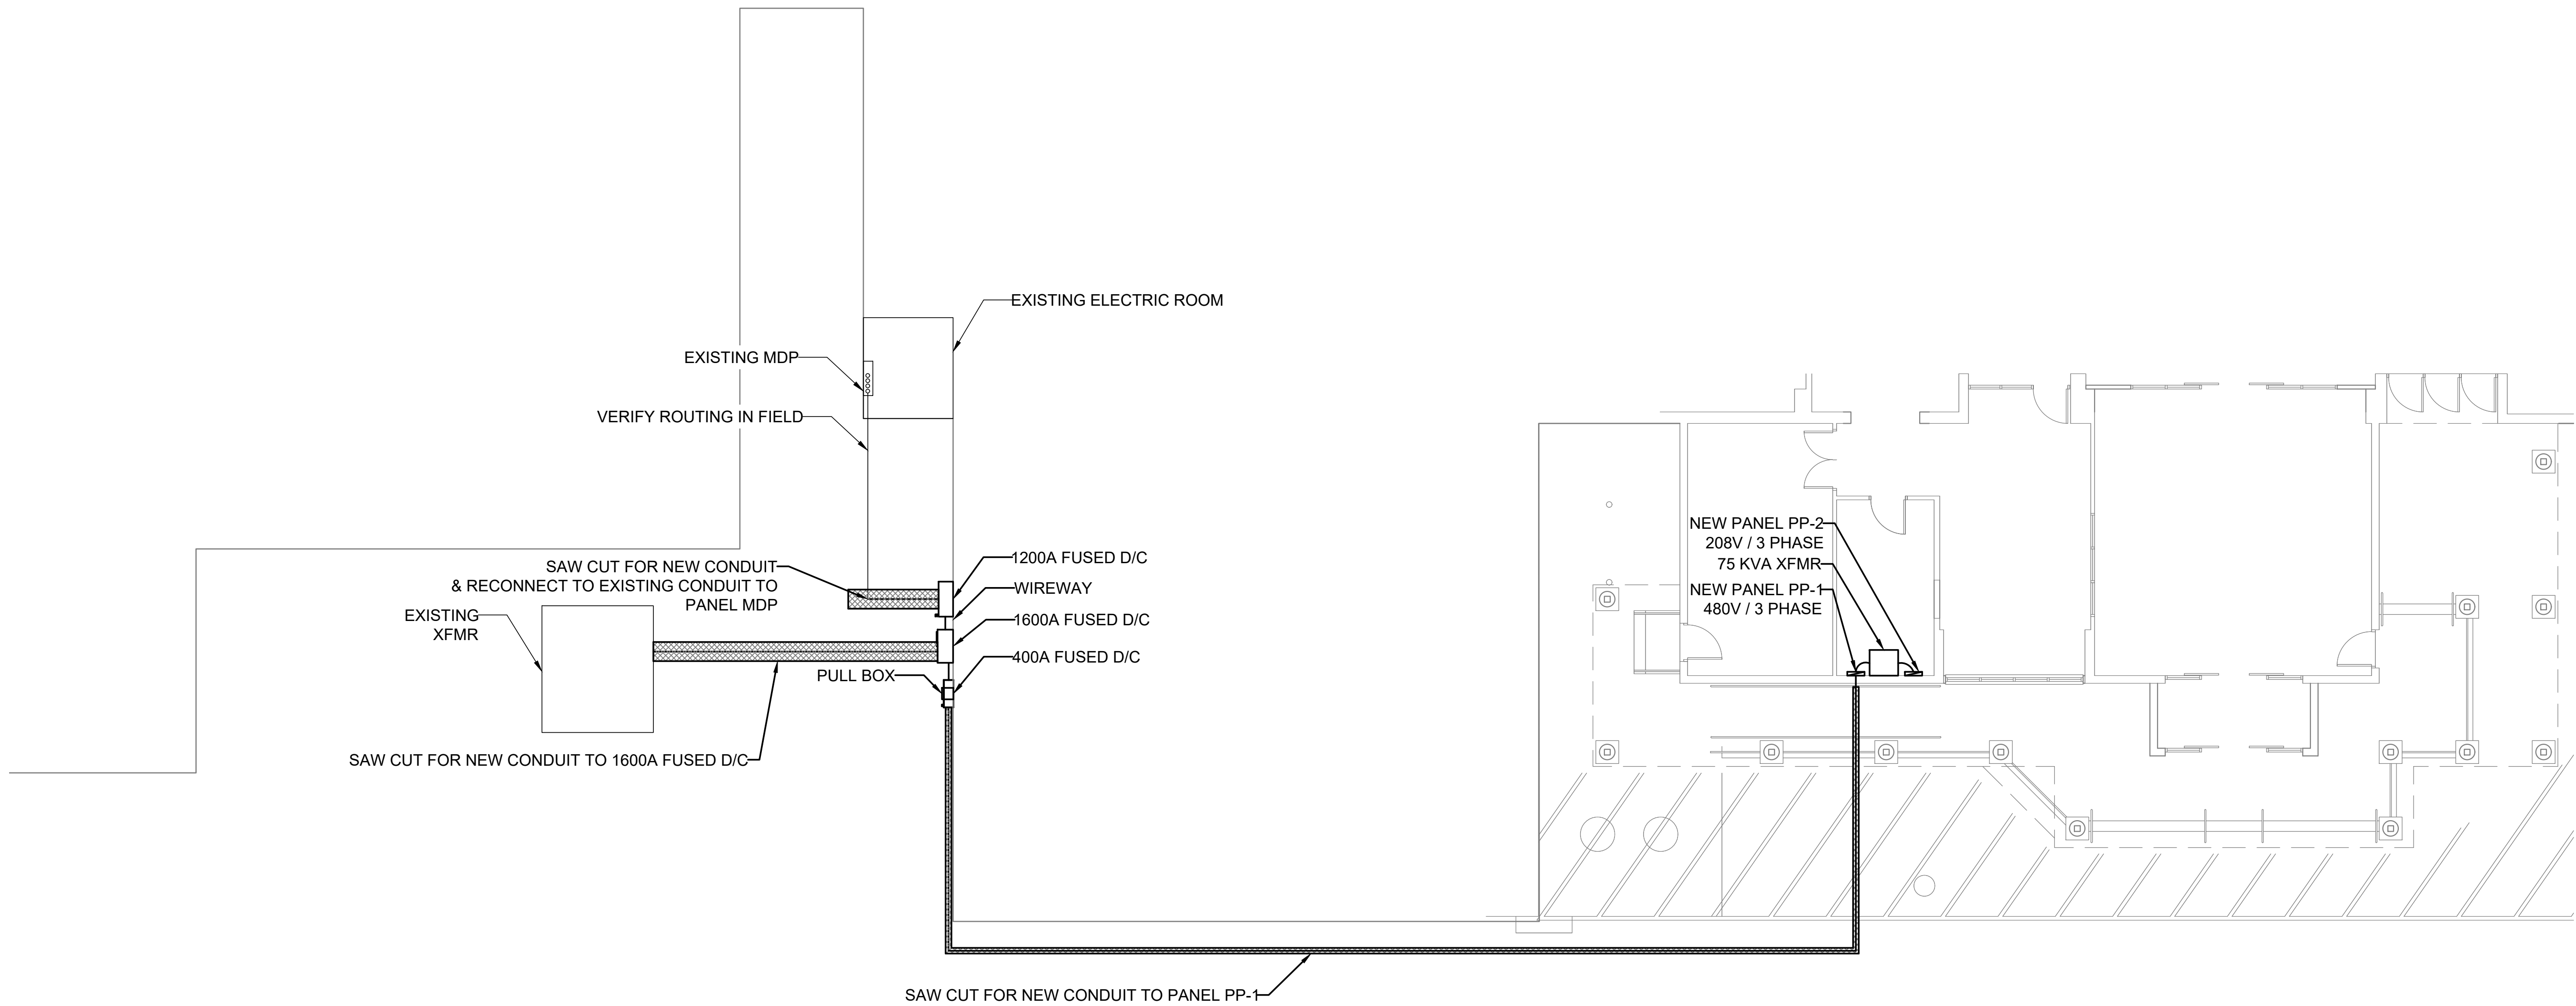 EXISTING ELECTRIC ROOM
EXISTING MDP
VERIFY ROUTING IN FIELD
SAW CUT FOR NEW CONDUIT
& RECONNECT TO EXISTING CONDUIT TO
PANEL MDP
EXISTING
XFMR
1200A FUSED D/C
WIREWAY
1600A FUSED D/C
400A FUSED D/C
PULL BOX
SAW CUT FOR NEW CONDUIT TO 1600A FUSED D/C
NEW PANEL PP-2
208V / 3 PHASE
75 KVA XFMR
NEW PANEL PP-1
480V / 3 PHASE
SAW CUT FOR NEW CONDUIT TO PANEL PP-1